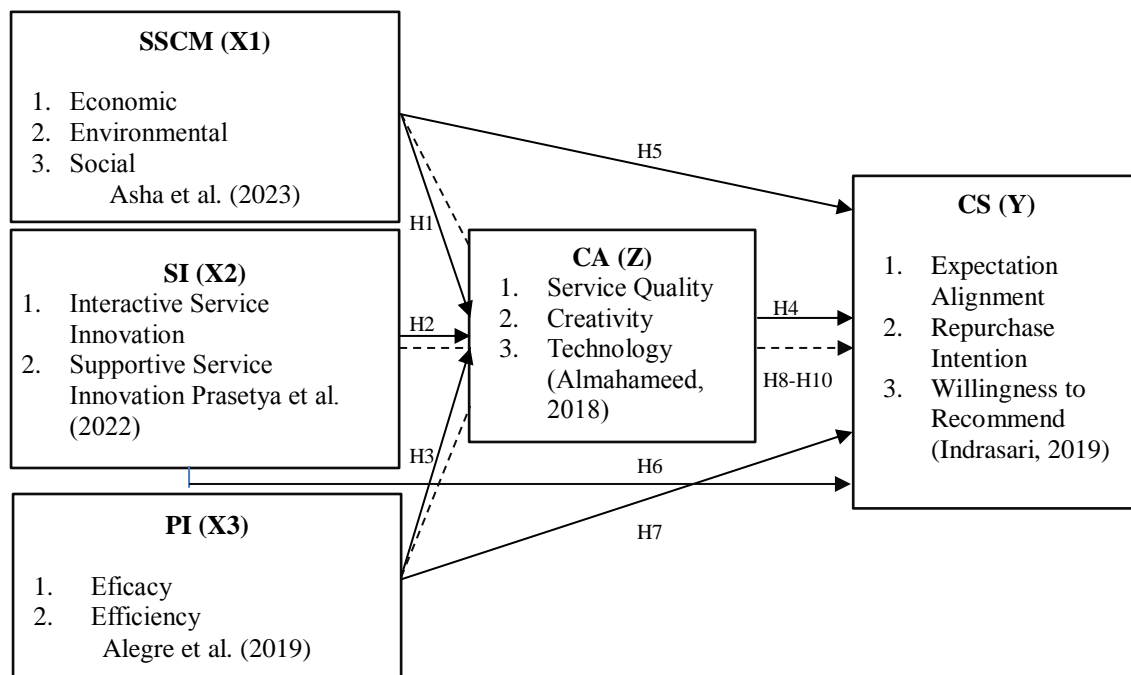 SSCM (X1)
1. Economic
2. Environmental
3. Social
Asha et al. (2023)
SI (X2)
1. Interactive Service
Innovation
2. Supportive Service
Innovation Prasetya et al.
(2022)
PI (X3)
1. Eficacy
2. Efficiency
Alegre et al. (2019)
H1
H2
H3
CA (Z)
1. Service Quality
2. Creativity
3. Technology
(Almahameed,
2018)
H5
H4
H8-H10
H6
H7
CS (Y)
1. Expectation
Alignment
2. Repurchase
Intention
3. Willingness to
Recommend
(Indrasari, 2019)